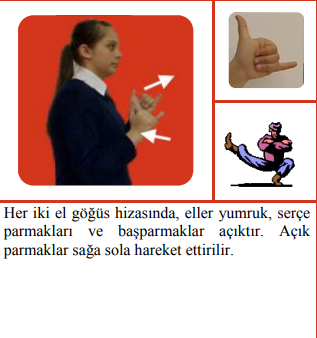 Her iki el göğüs hizasında, eller yumruk, serçe
parmakları ve başparmaklar açıktır. Açık
parmaklar sağa sola hareket ettirilir.